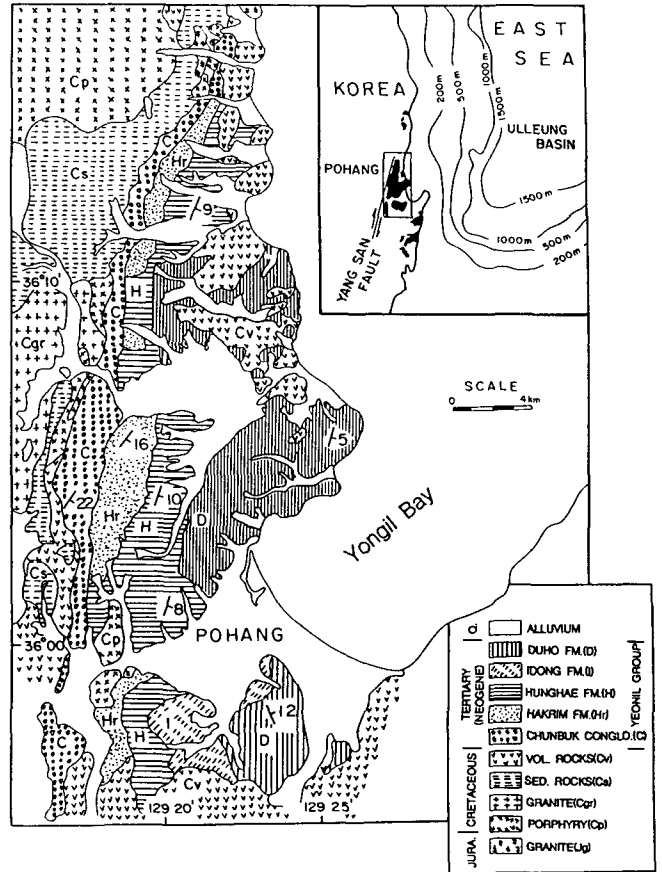 EAST
SEA
KOREA
200m
500m
1000m
1500m
ULLEUNG
BASIN
POHANG
1500m
1000m
500m
200m
YANG SAN
FAULT
Cp
Cs
C
Hr
9
36°10'
H
C
Cgr
Cv
SCALE
0 4km
5
16
C
10
22
Hr
H
D
Yongil Bay
Cs
8
Cp
POHANG
36°00'
Hr
H
I
12
D
C
Cv
129°20'
129°25'
Q.
ALLUVIUM
TERTIARY
(NEOGENE)
DUHO FM.(D)
IDONG FM.(I)
HUNGHAE FM.(H)
HAKRIM FM.(Hr)
CHUNBUK CONGLO.(C)
YEONIL GROUP
CRETACEOUS
VOL. ROCKS(Cv)
SED. ROCKS(Cs)
GRANITE(Cgr)
PORPHYRY(Cp)
JURA.
GRANITE(Jg)